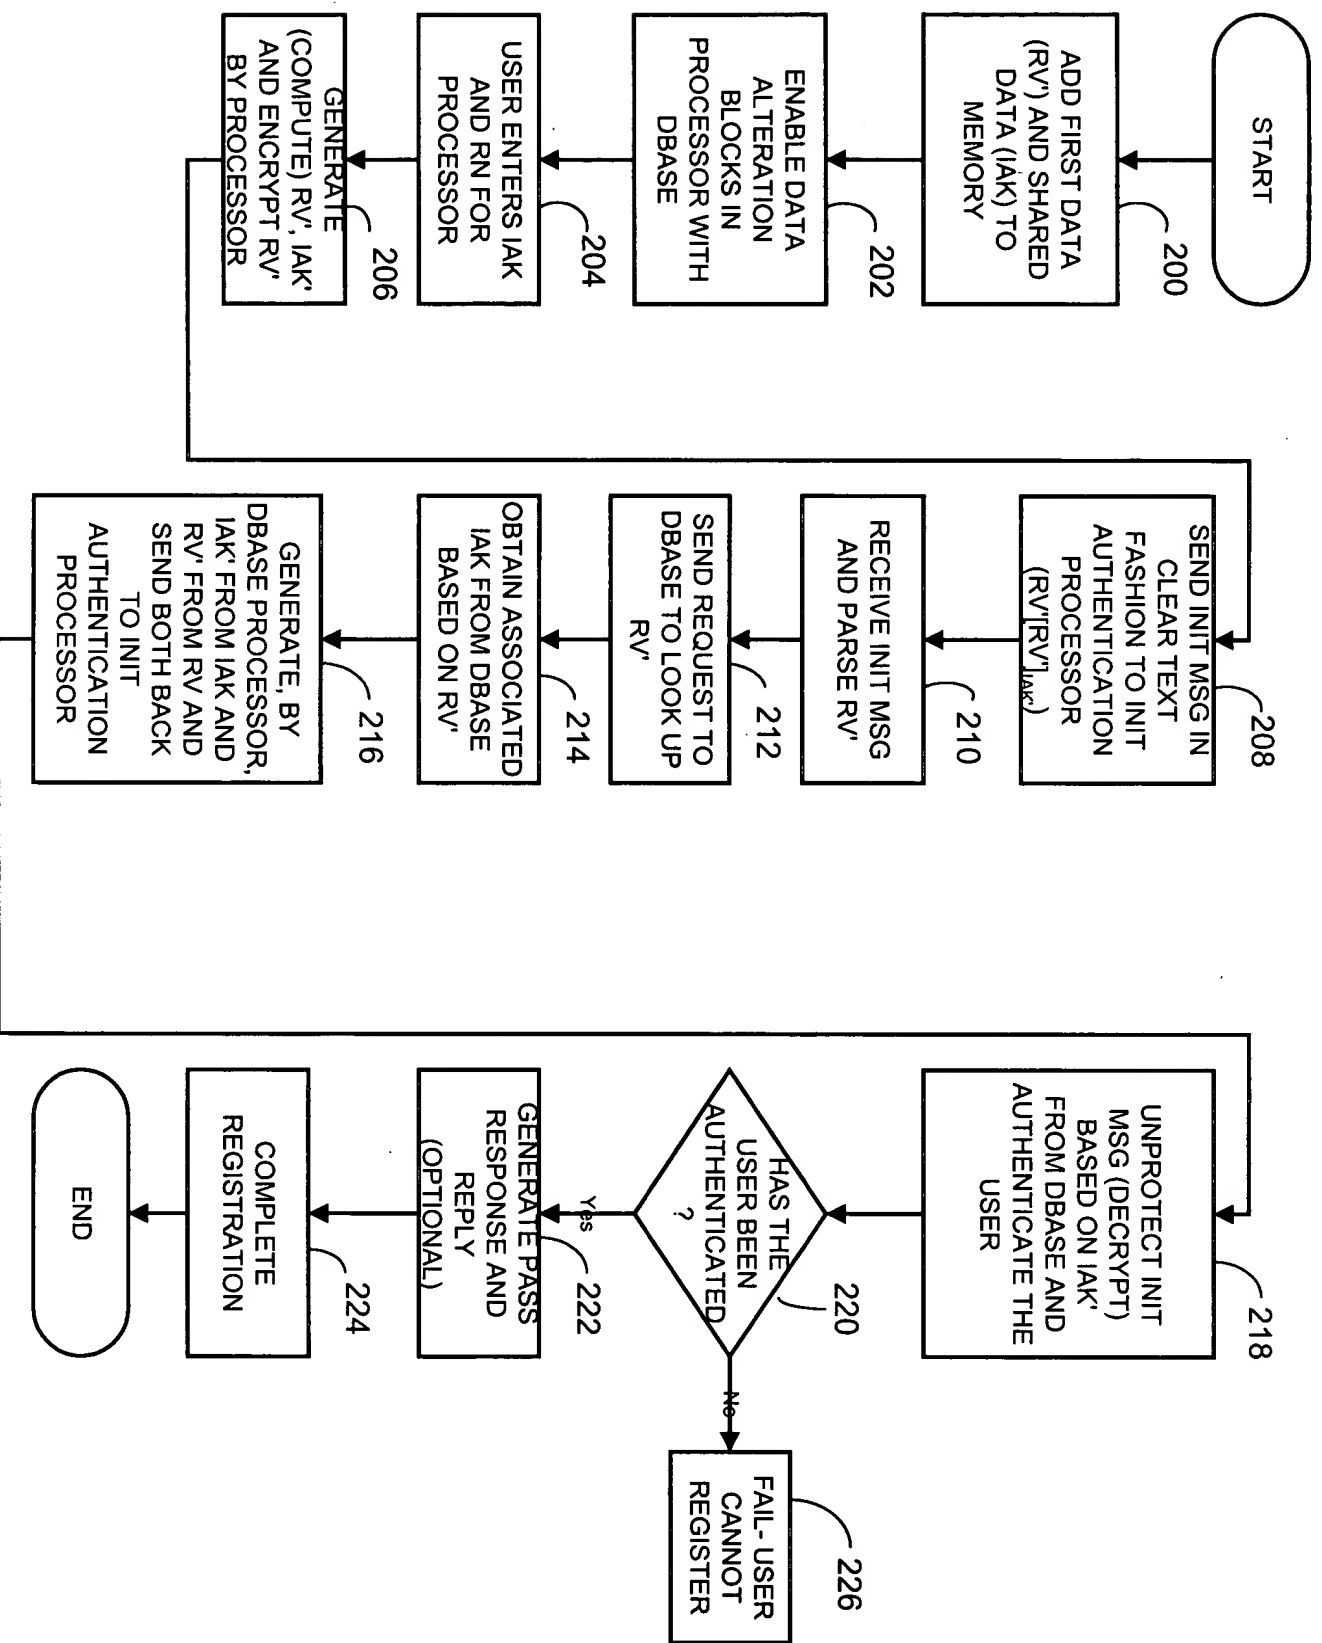 START
200
ADD FIRST DATA
(RV') AND SHARED
DATA (IAK) TO
MEMORY
202
ENABLE DATA
ALTERATION
BLOCKS IN
PROCESSOR WITH
DBASE
204
USER ENTERS IAK
AND RN FOR
PROCESSOR
206
GENERATE
(COMPUTE) RV', IAK'
AND ENCRYPT RV'
BY PROCESSOR
208
SEND INIT MSG IN
CLEAR TEXT
FASHION TO INIT
AUTHENTICATION
PROCESSOR
(RV'[RV']IAK')
210
RECEIVE INIT MSG
AND PARSE RV'
212
SEND REQUEST TO
DBASE TO LOOK UP
RV'
214
OBTAIN ASSOCIATED
IAK FROM DBASE
BASED ON RV'
216
GENERATE, BY
DBASE PROCESSOR,
IAK' FROM IAK AND
RV' FROM RV AND
SEND BOTH BACK
TO INIT
AUTHENTICATION
PROCESSOR
218
UNPROTECT INIT
MSG (DECRYPT)
BASED ON IAK'
FROM DBASE AND
AUTHENTICATE THE
USER
220
HAS THE
USER BEEN
AUTHENTICATED
?
Yes
No
222
GENERATE PASS
RESPONSE AND
REPLY
(OPTIONAL)
224
COMPLETE
REGISTRATION
END
226
FAIL- USER
CANNOT
REGISTER